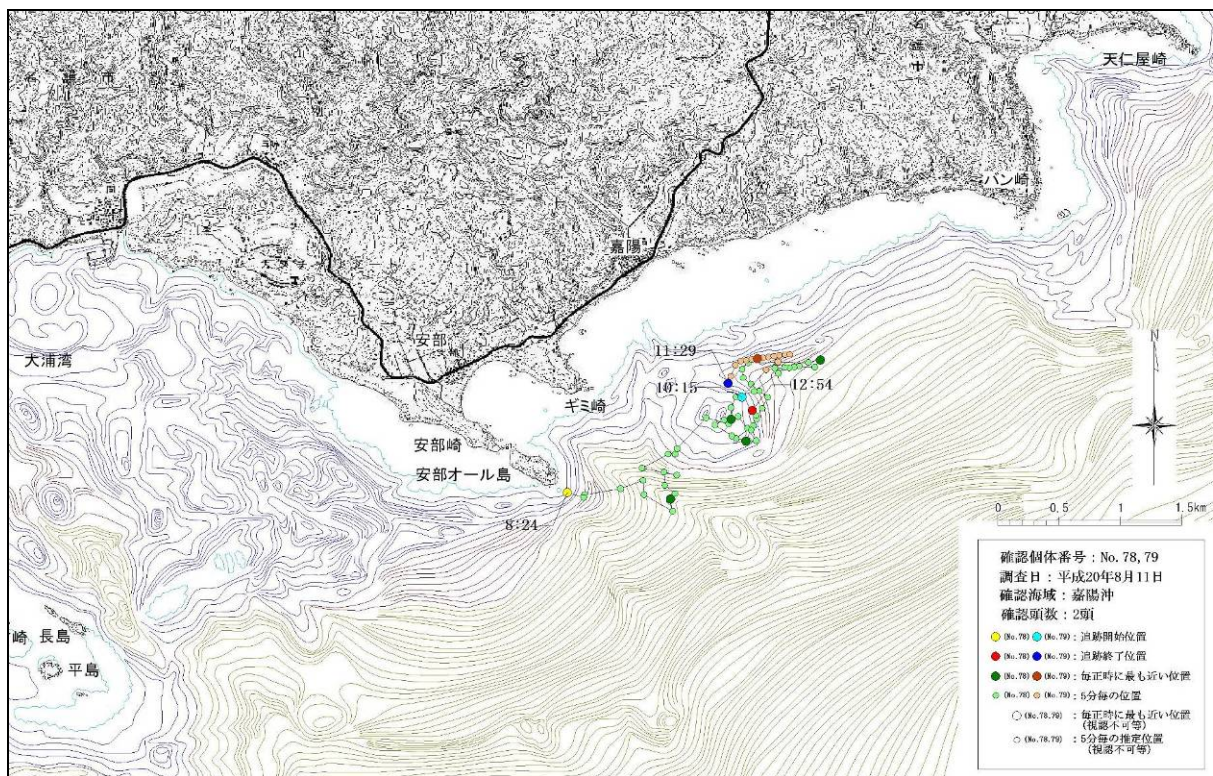 天仁屋崎
バン崎
嘉陽
11:29
大浦湾
安部
10:15
12:54
ギミ崎
安部崎
安部オール島
8:24
N
0 0.5 1 1.5km
長島
崎
平島
確認個体番号：No.78,79
調査日：平成20年8月11日
確認海域：嘉陽沖
確認頭数：2頭
(No.78) (No.79)：追跡開始位置
(No.78) (No.79)：追跡終了位置
(No.78) (No.79)：毎正時に最も近い位置
(No.78) (No.79)：5分毎の位置
(No.78,79)：毎正時に最も近い位置
(視認不可等)
(No.78,79)：5分毎の推定位置
(視認不可等)